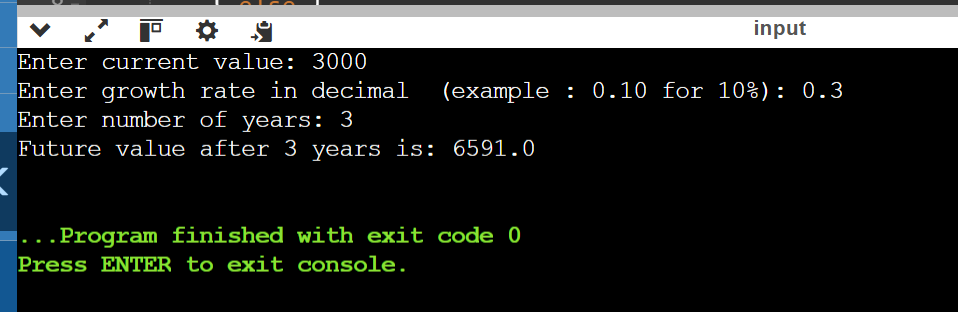 else
input
Enter current value: 3000
Enter growth rate in decimal  (example : 0.10 for 10%): 0.3
Enter number of years: 3
Future value after 3 years is: 6591.0
...Program finished with exit code 0
Press ENTER to exit console.